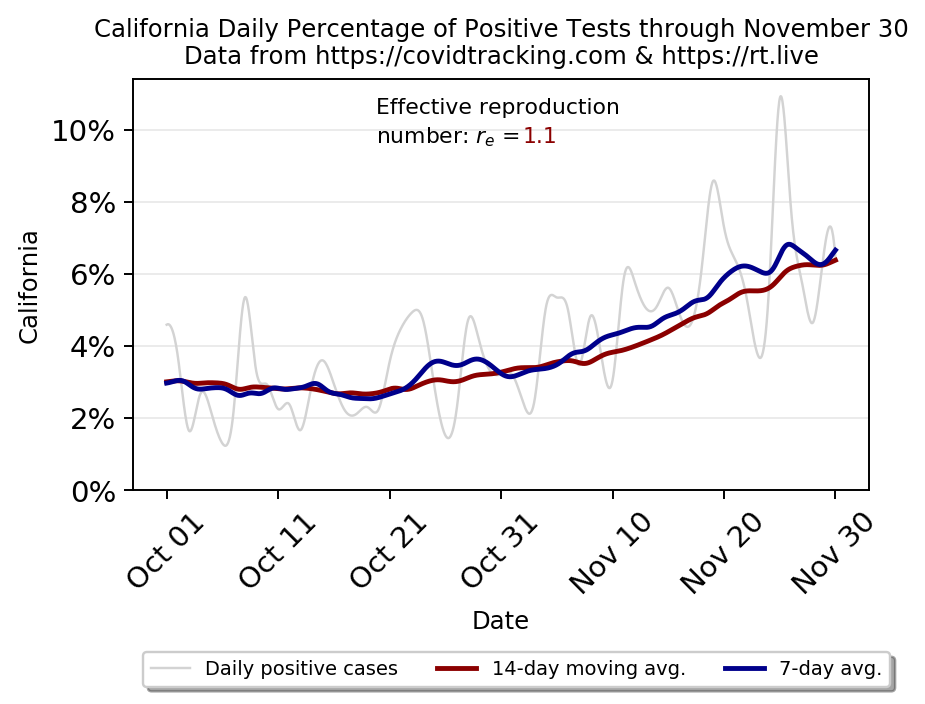 California Daily Percentage of Positive Tests through November 30
Data from https://covidtracking.com & https://rt.live
Effective reproduction
number: rₑ = 1.1
10%
8%
6%
4%
2%
0%
California
Oct 01
Oct 11
Oct 21
Oct 31
Nov 10
Nov 20
Nov 30
Date
Daily positive cases
14-day moving avg.
7-day avg.